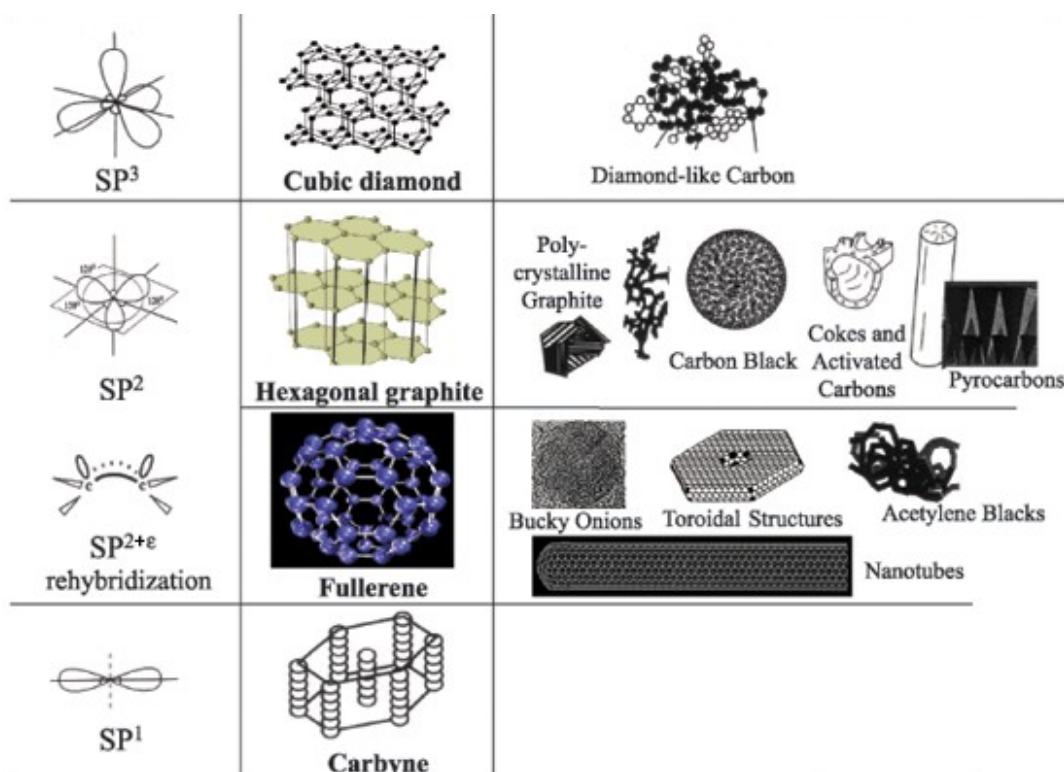 SP³
Cubic diamond
Diamond-like Carbon
SP²
Hexagonal graphite
Poly-
crystalline
Graphite
Carbon Black
Cokes and
Activated
Carbons
Pyrocarbons
SP²⁺ᵋ
rehybridization
Fullerene
Bucky Onions
Toroidal Structures
Acetylene Blacks
Nanotubes
SP¹
Carbyne